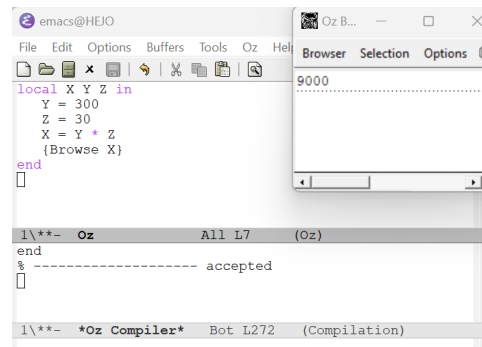 emacs@HEJO
File Edit Options Buffers Tools Oz
local X Y Z in
Y = 300
Z = 30
X = Y * Z
{Browse X}
end
1\**- Oz All L7 (Oz)
end
% -------------------- accepted
1\**- *Oz Compiler* Bot L272 (Compilation)
Oz B...
Browser Selection Options
9000